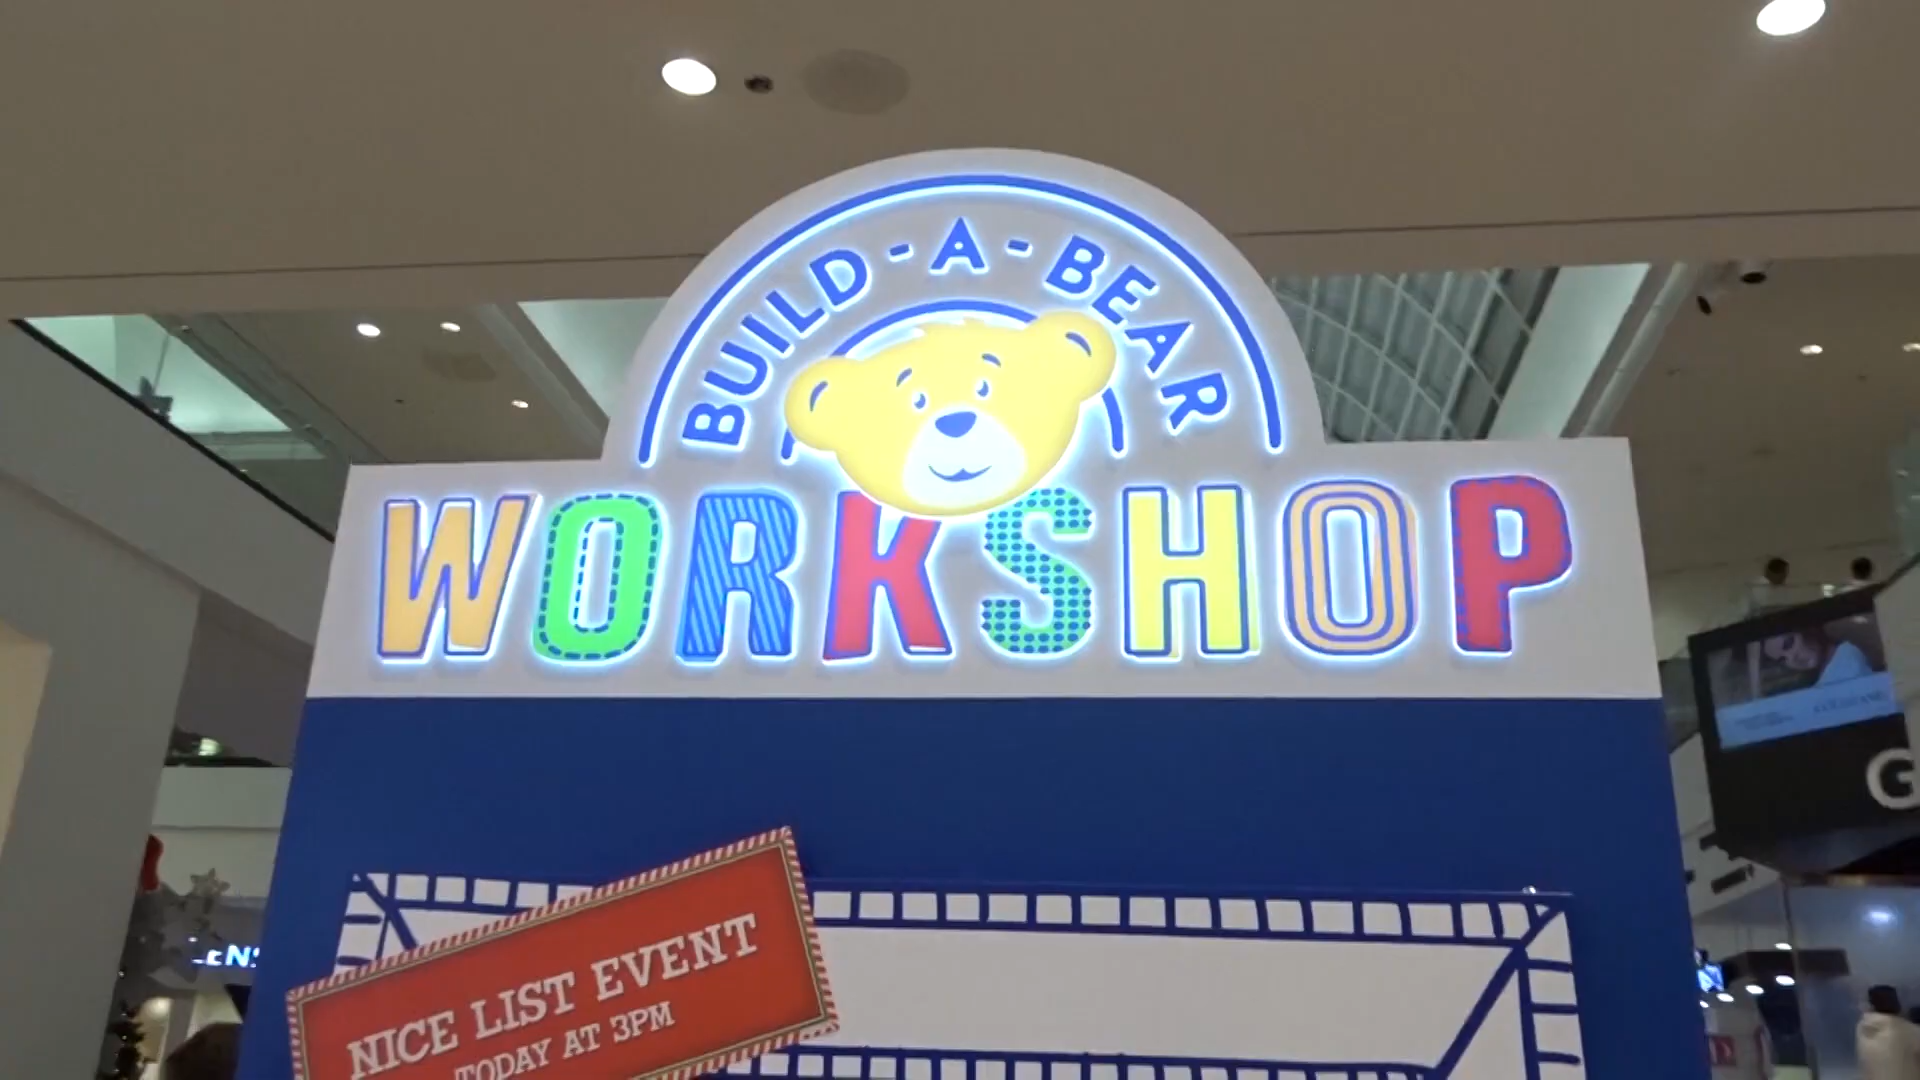 BUILD-A-BEAR
WORKSHOP
NICE LIST EVENT
TODAY AT 3PM
G